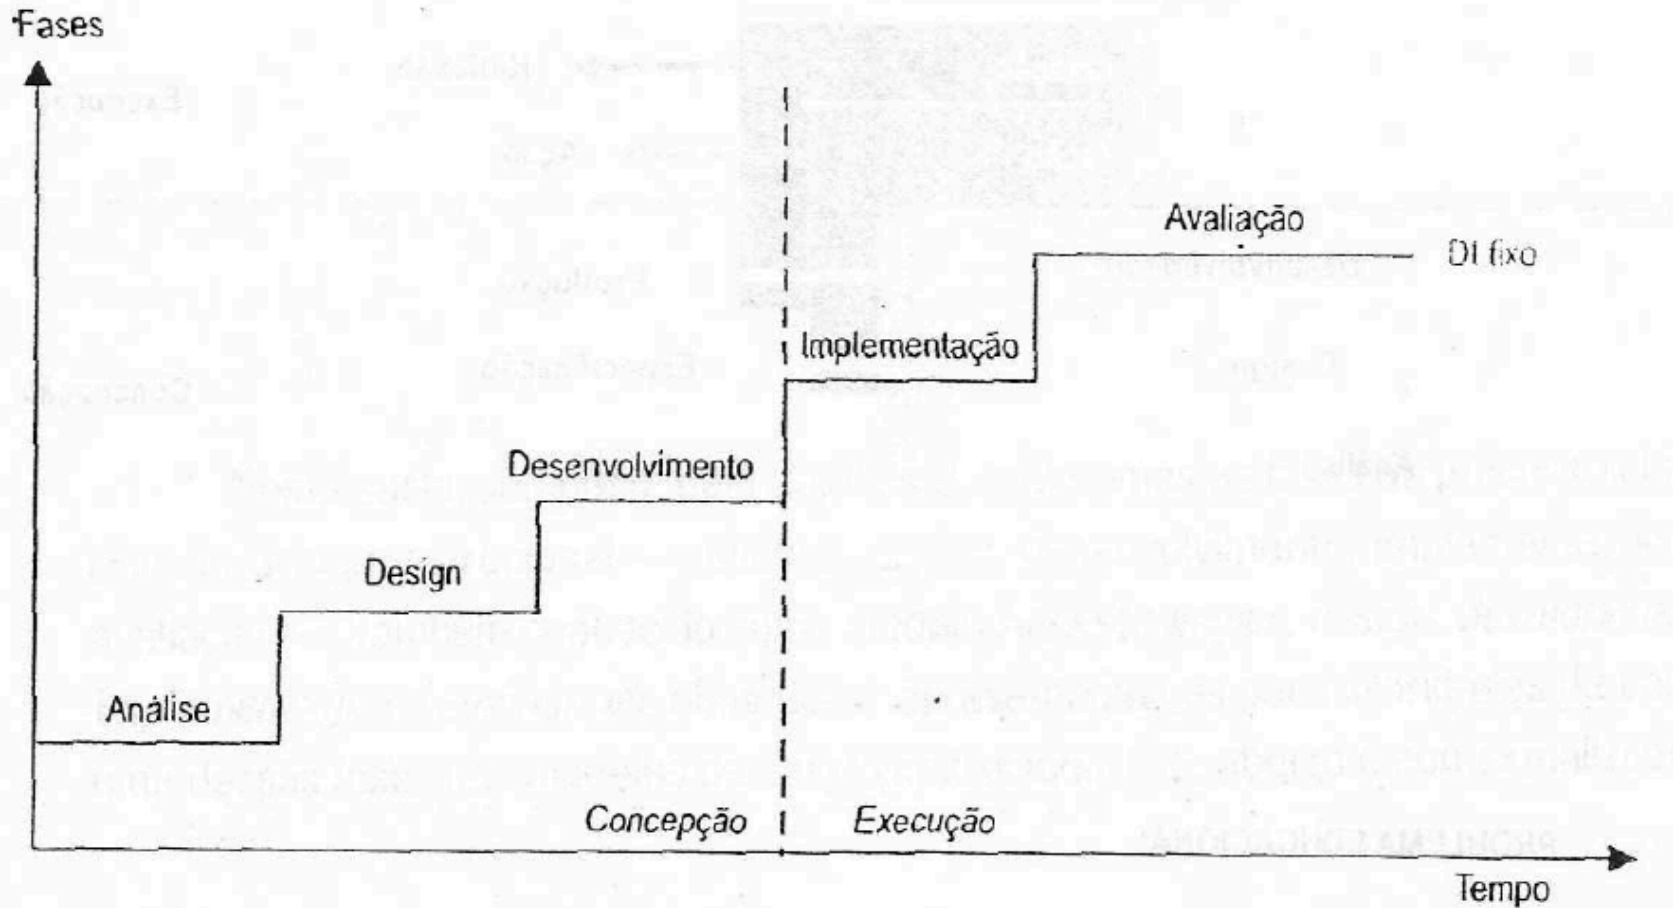 Fases
Avaliação
DI fixo
Implementação
Desenvolvimento
Design
Análise
Concepção
Execução
Tempo